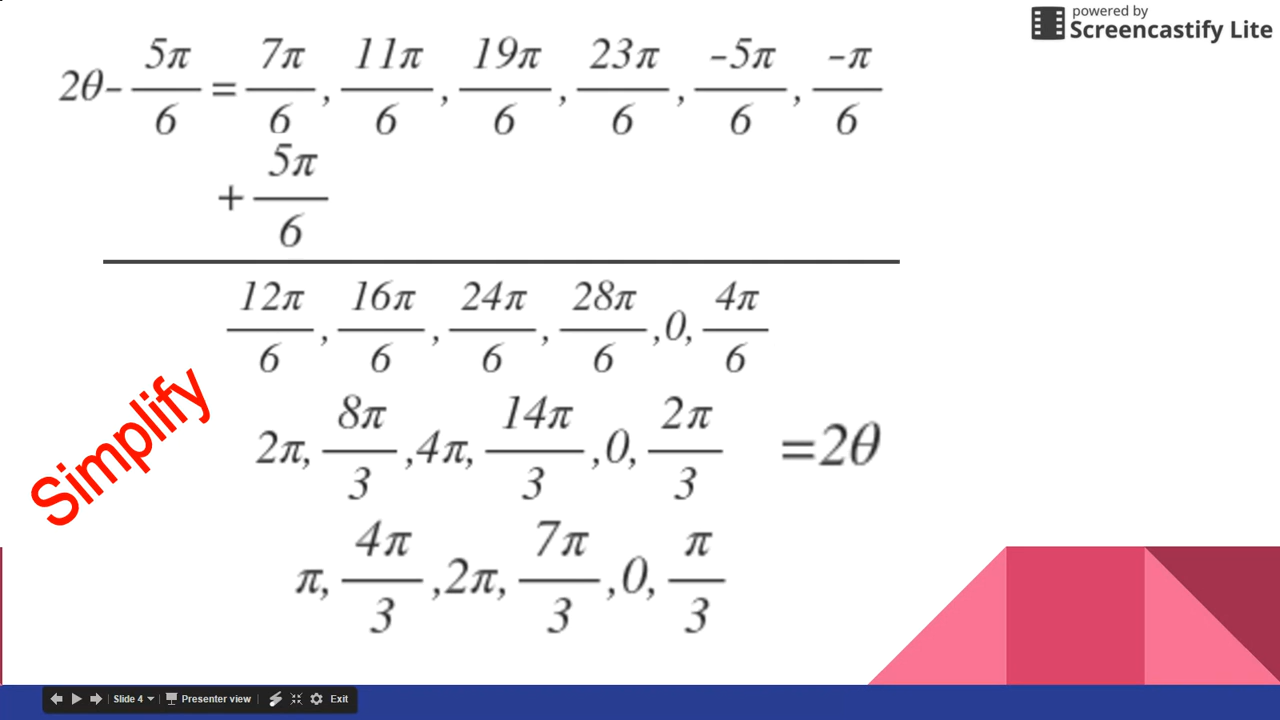 powered by
Screencastify Lite
2θ- 5π/6 = 7π/6, 11π/6, 19π/6, 23π/6, -5π/6, -π/6
+ 5π/6
12π/6, 16π/6, 24π/6, 28π/6, 0, 4π/6
Simplify
2π, 8π/3, 4π, 14π/3, 0, 2π/3 =2θ
π, 4π/3, 2π, 7π/3, 0, π/3
Slide 4 Presenter view Exit